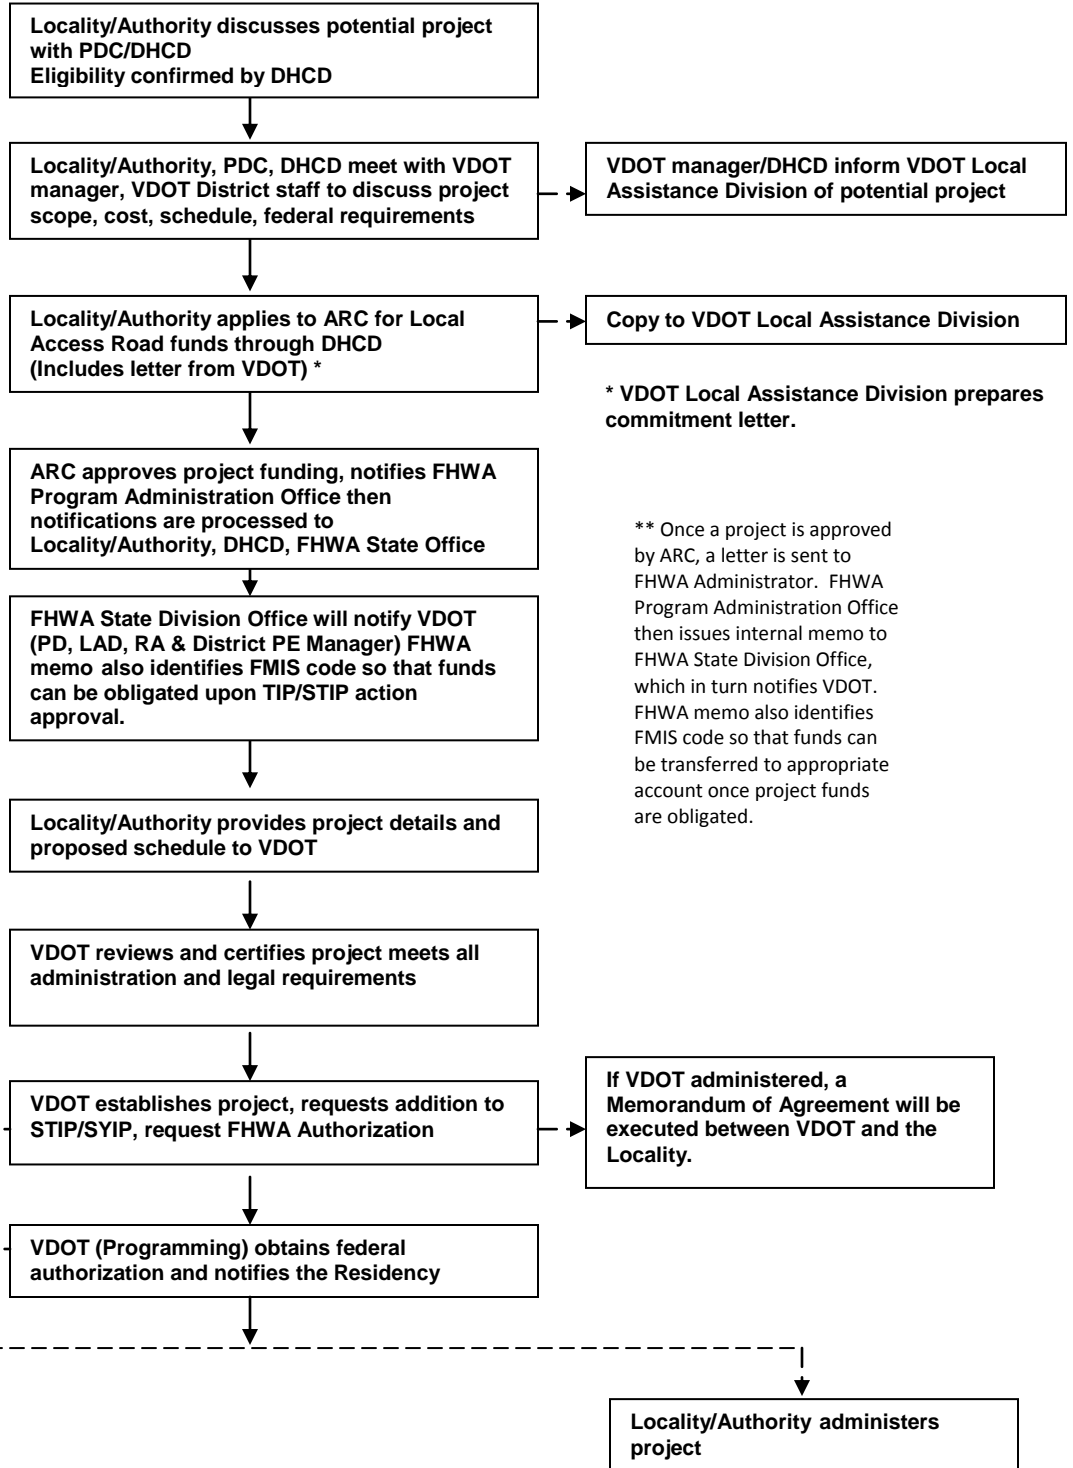 Locality/Authority discusses potential project
with PDC/DHCD
Eligibility confirmed by DHCD
Locality/Authority, PDC, DHCD meet with VDOT
manager, VDOT District staff to discuss project
scope, cost, schedule, federal requirements
VDOT manager/DHCD inform VDOT Local
Assistance Division of potential project
Locality/Authority applies to ARC for Local
Access Road funds through DHCD
(Includes letter from VDOT) *
Copy to VDOT Local Assistance Division
* VDOT Local Assistance Division prepares
commitment letter.
ARC approves project funding, notifies FHWA
Program Administration Office then
notifications are processed to
Locality/Authority, DHCD, FHWA State Office
** Once a project is approved
by ARC, a letter is sent to
FHWA Administrator.  FHWA
Program Administration Office
then issues internal memo to
FHWA State Division Office,
which in turn notifies VDOT.
FHWA memo also identifies
FMIS code so that funds can
be transferred to appropriate
account once project funds
are obligated.
FHWA State Division Office will notify VDOT
(PD, LAD, RA & District PE Manager) FHWA
memo also identifies FMIS code so that funds
can be obligated upon TIP/STIP action
approval.
Locality/Authority provides project details and
proposed schedule to VDOT
VDOT reviews and certifies project meets all
administration and legal requirements
VDOT establishes project, requests addition to
STIP/SYIP, request FHWA Authorization
If VDOT administered, a
Memorandum of Agreement will be
executed between VDOT and the
Locality.
VDOT (Programming) obtains federal
authorization and notifies the Residency
Locality/Authority administers
project